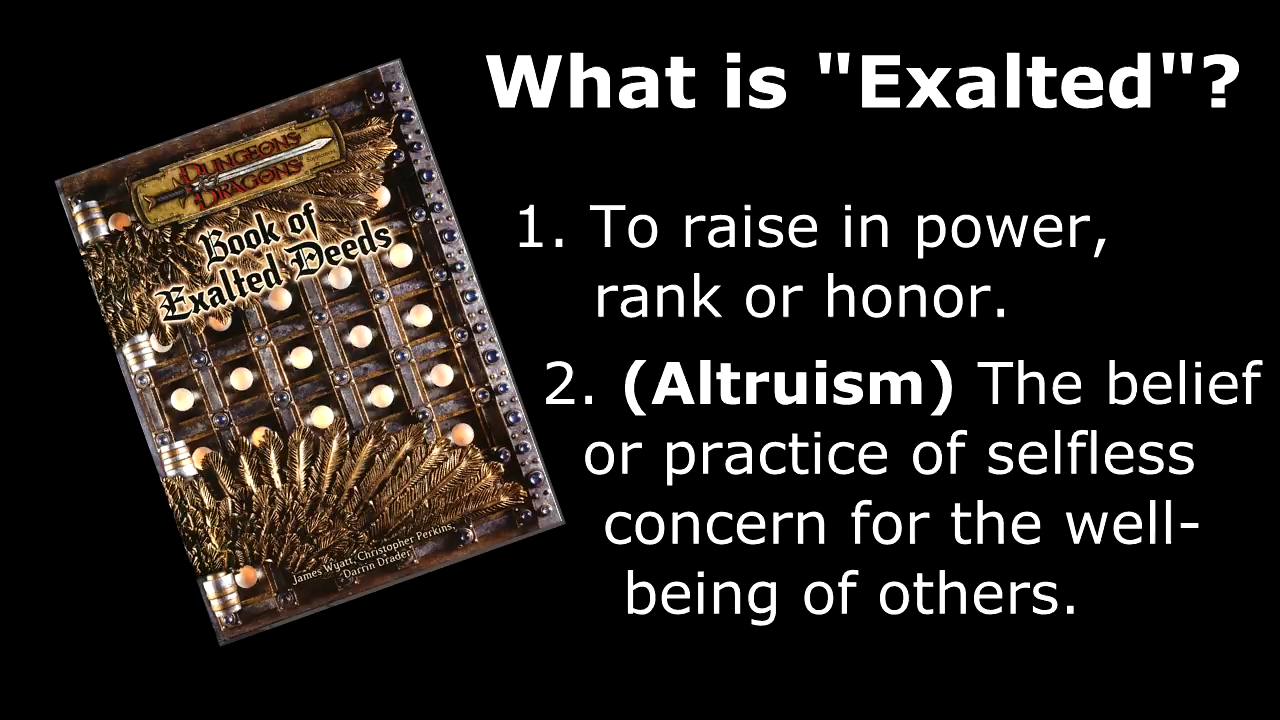 What is "Exalted"?
DUNGEONS
DRAGONS
Supplement
Book of
Exalted Deeds
James Wyatt, Christopher Perkins,
Darrin Drader
1. To raise in power,
rank or honor.
2. (Altruism) The belief
or practice of selfless
concern for the well-
being of others.